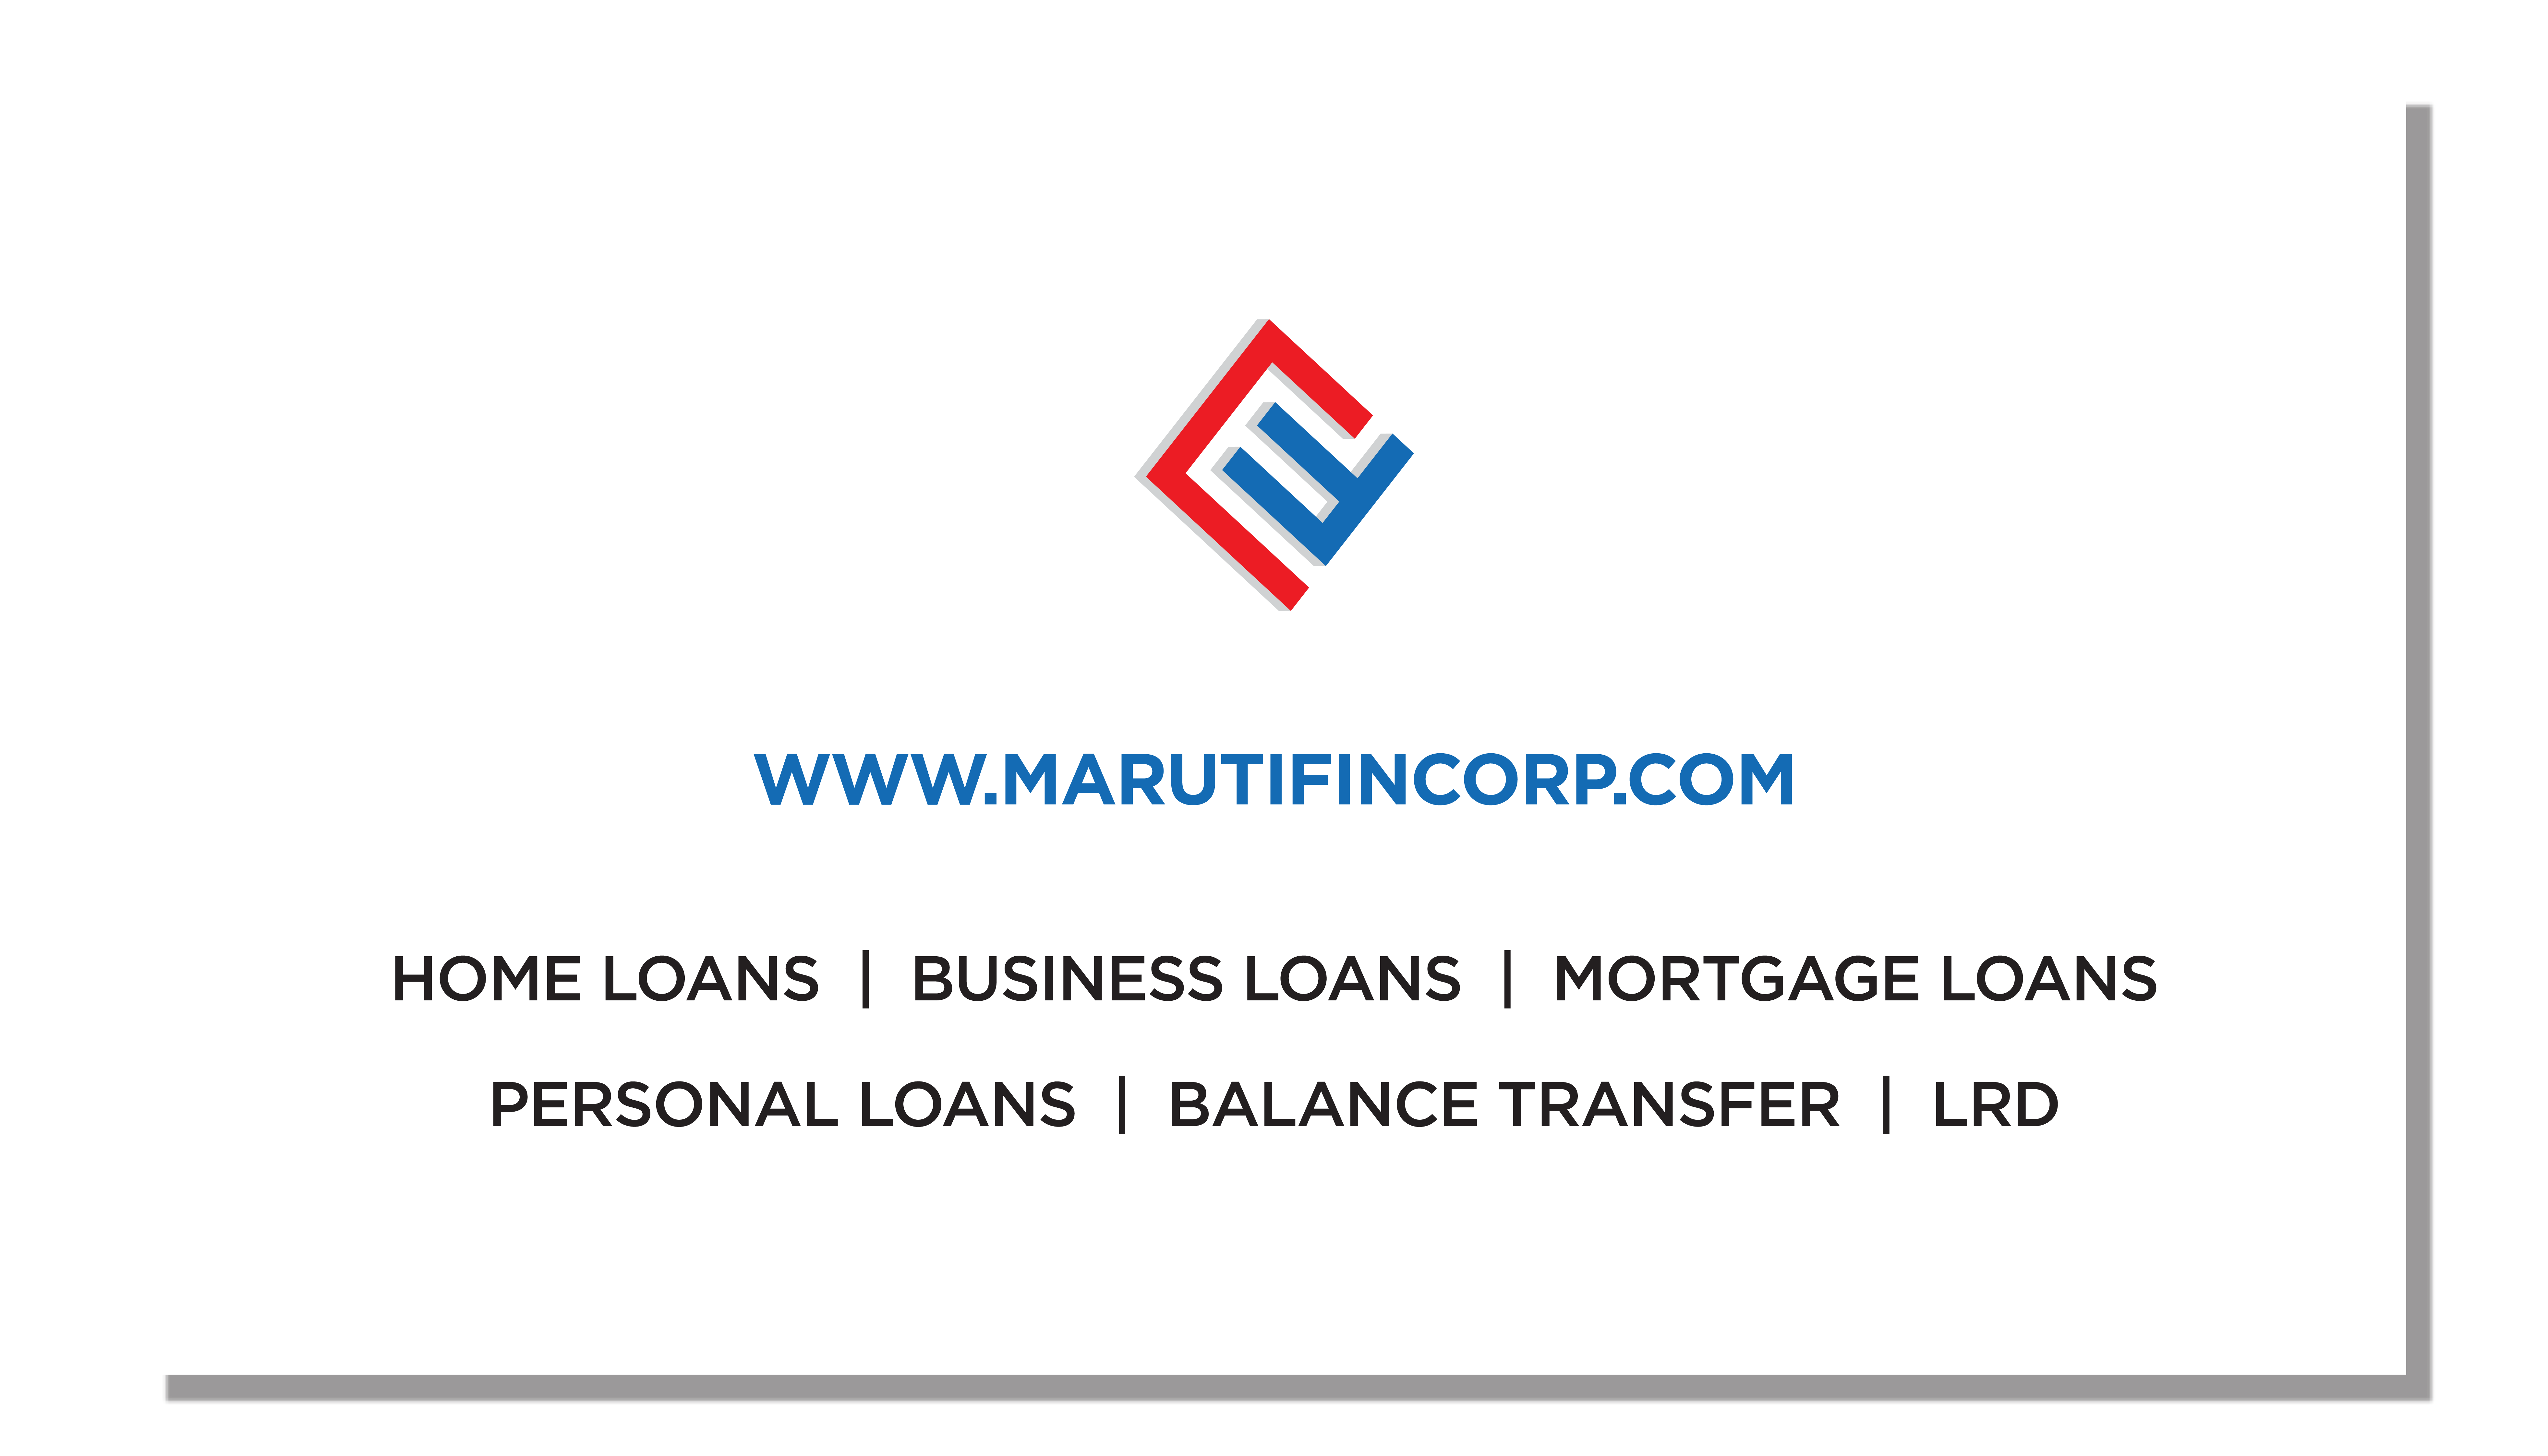 WWW.MARUTIFINCORP.COM
HOME LOANS | BUSINESS LOANS | MORTGAGE LOANS
PERSONAL LOANS | BALANCE TRANSFER | LRD